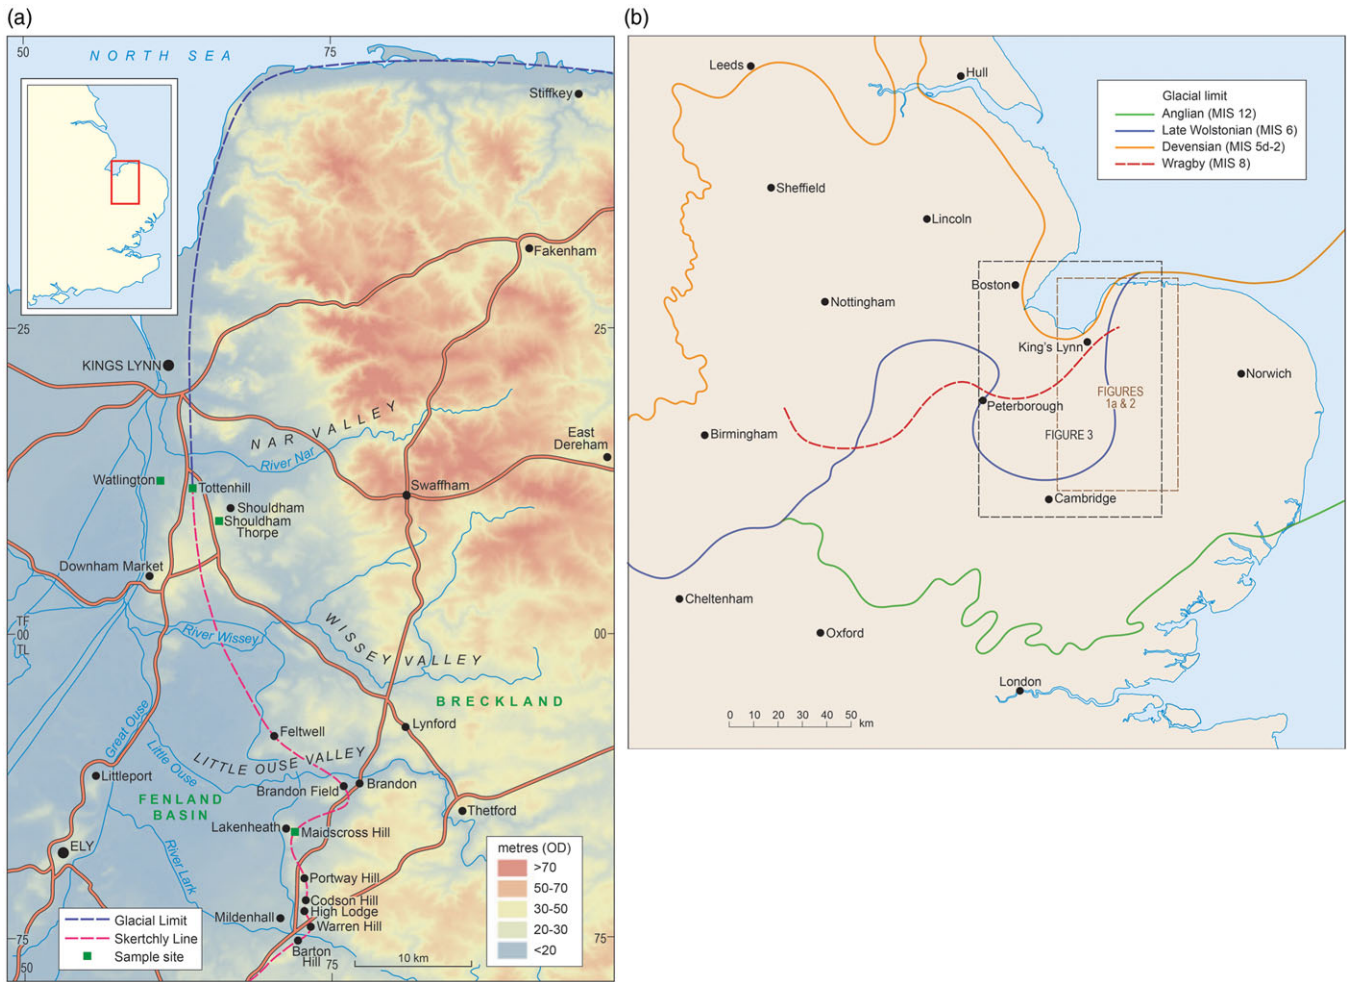 (a)
50
75
NORTH SEA
Stiffkey
Fakenham
25
25
KINGS LYNN
NAR VALLEY
River Nar
East
Dereham
Watlington
Tottenhill
Swaffham
Shouldham
Shouldham
Thorpe
Downham Market
TF
00
TL
00
River Wissey
WISSEY VALLEY
BRECKLAND
Great Ouse
Feltwell
Lynford
Little Ouse
LITTLE OUSE VALLEY
Littleport
Brandon Field
Brandon
FENLAND
BASIN
Thetford
Lakenheath
Maidscross Hill
ELY
River Lark
Portway Hill
Codson Hill
High Lodge
Mildenhall
Warren Hill
Barton
Hill
metres (OD)
>70
50-70
30-50
20-30
<20
Glacial Limit
Skertchly Line
Sample site
75
50
75
75
10 km
(b)
Leeds
Hull
Glacial limit
Anglian (MIS 12)
Late Wolstonian (MIS 6)
Devensian (MIS 5d-2)
Wragby (MIS 8)
Sheffield
Lincoln
Boston
Nottingham
King's Lynn
Norwich
FIGURES
1a & 2
Peterborough
Birmingham
FIGURE 3
Cambridge
Cheltenham
Oxford
London
0 10 20 30 40 50
km